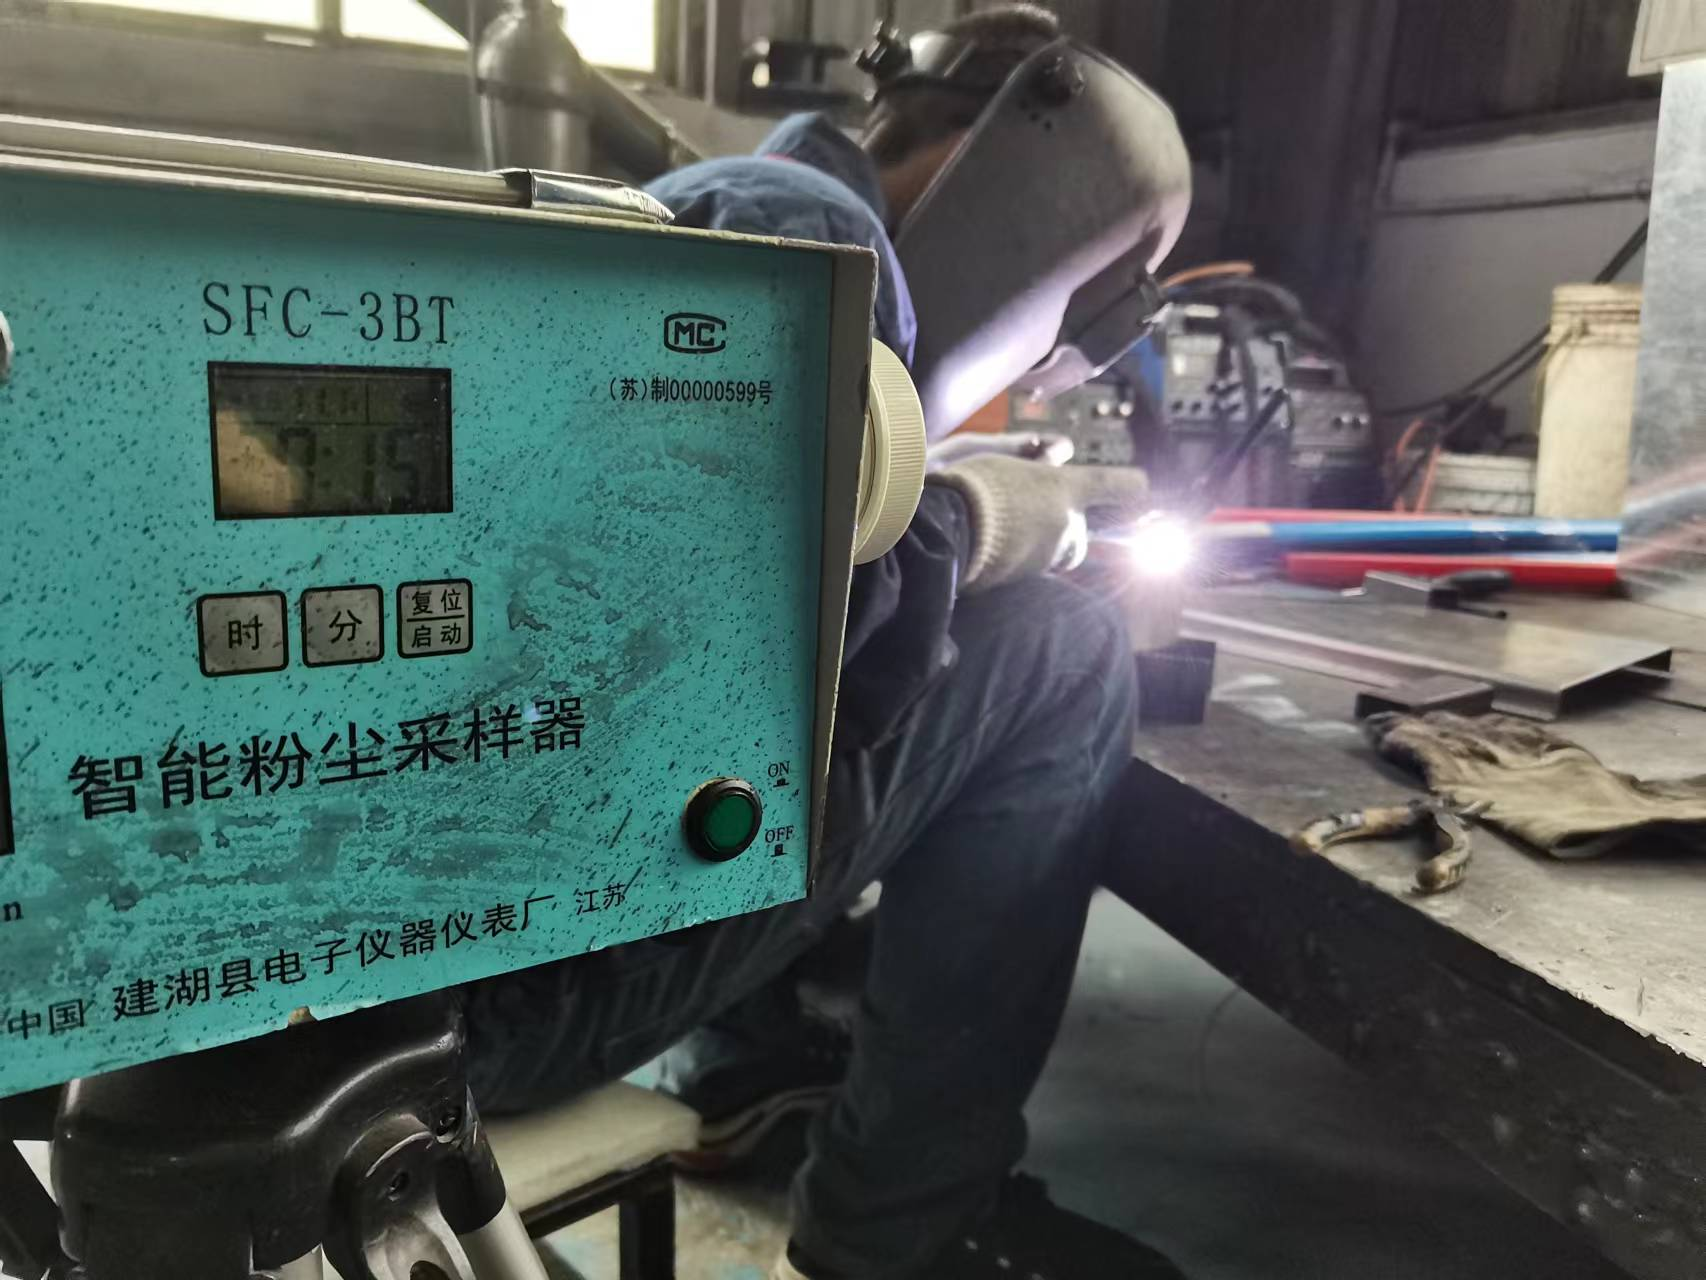 SFC-3BT
MC
(苏)制00000599号
7:15
时
分
复位
启动
智能粉尘采样器
ON
OFF
n
中国 建湖县电子仪器仪表厂 江苏